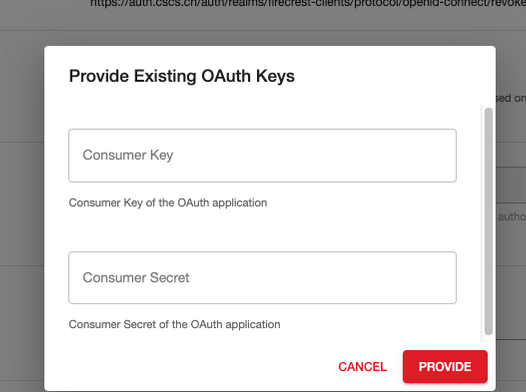 https://auth.cscs.ch/auth/realms/firecrest-clients/protocol/openid-connect/revoke
Provide Existing OAuth Keys
sed on
Consumer Key
Consumer Key of the OAuth application
autho
Consumer Secret
Consumer Secret of the OAuth application
CANCEL
PROVIDE